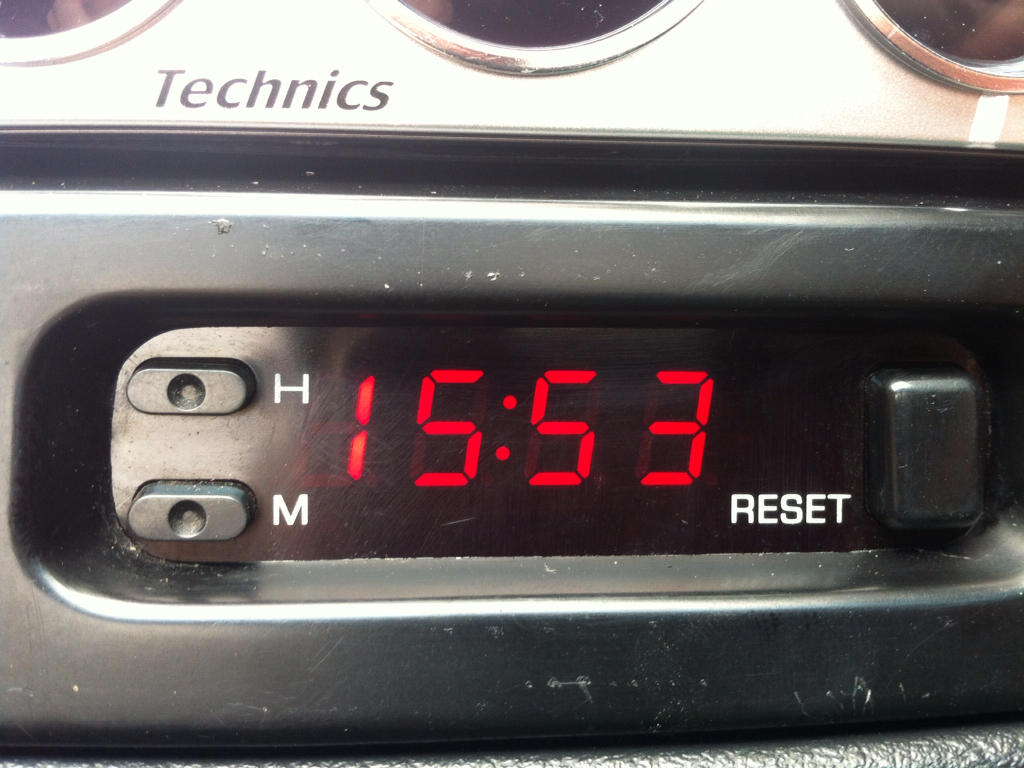 Technics
H 15:53
M RESET